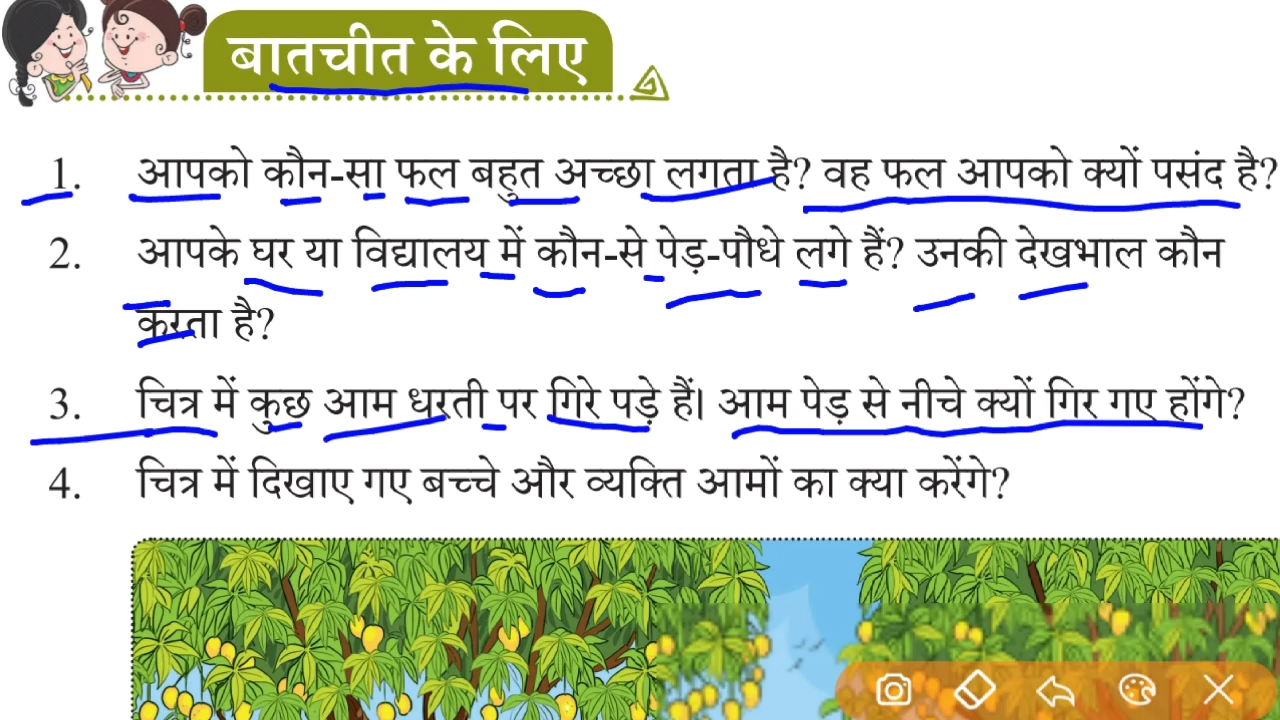 बातचीत के लिए
1. आपको कौन-सा फल बहुत अच्छा लगता है? वह फल आपको क्यों पसंद है?
2. आपके घर या विद्यालय में कौन-से पेड़-पौधे लगे हैं? उनकी देखभाल कौन
करता है?
3. चित्र में कुछ आम धरती पर गिरे पड़े हैं। आम पेड़ से नीचे क्यों गिर गए होंगे?
4. चित्र में दिखाए गए बच्चे और व्यक्ति आमों का क्या करेंगे?